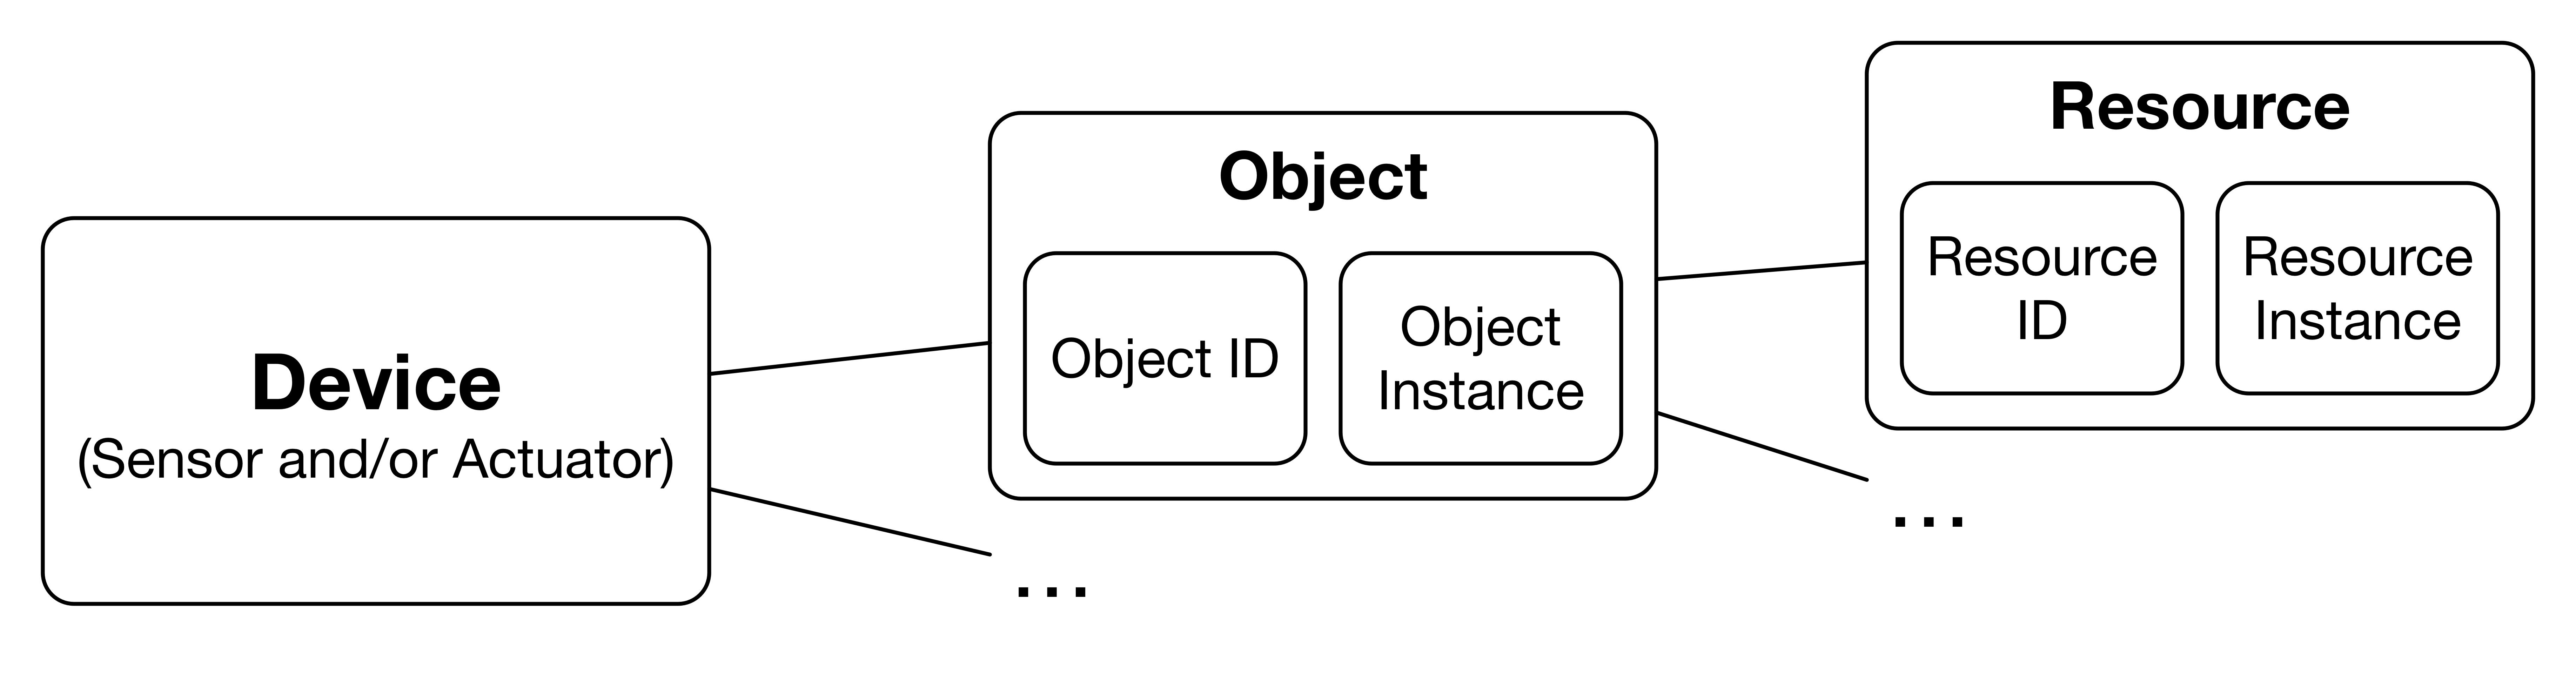 Device
(Sensor and/or Actuator)
Object
Object ID
Object
Instance
...
Resource
Resource
ID
Resource
Instance
...